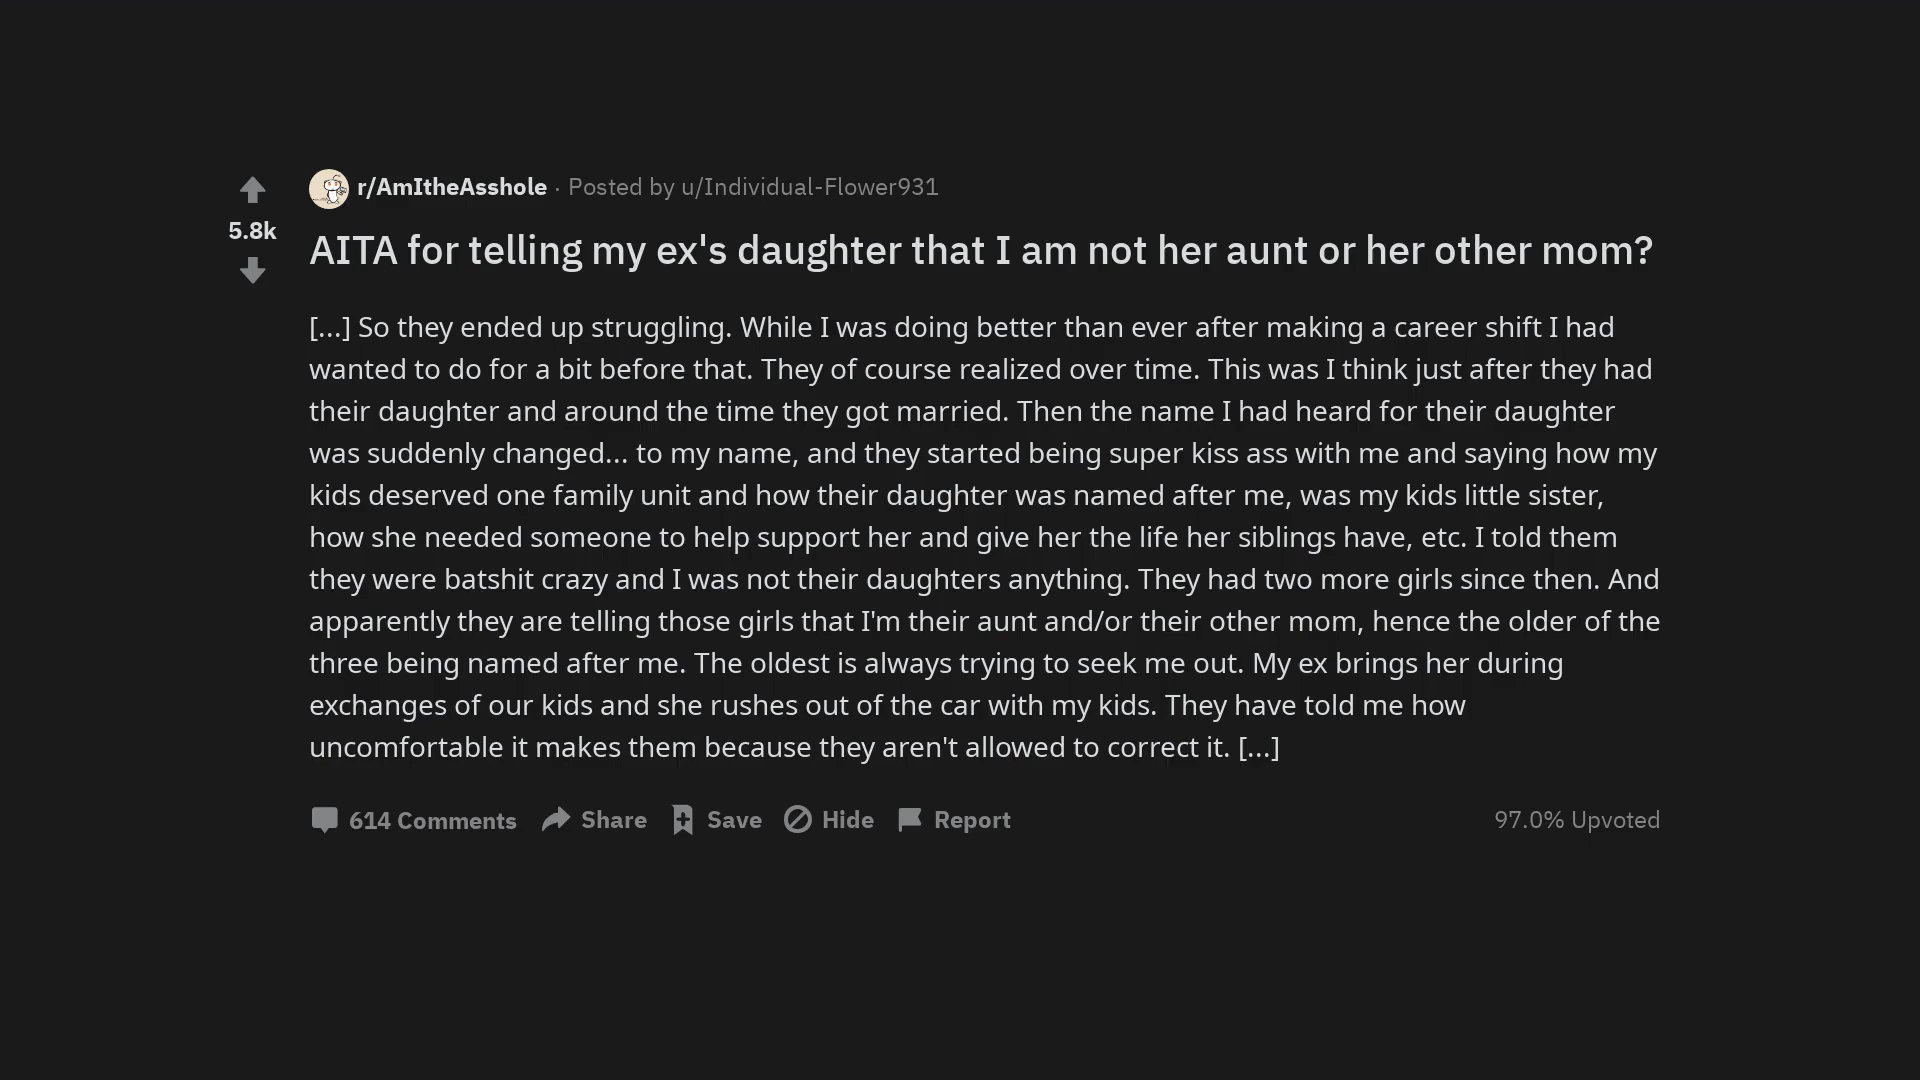 r/AmItheAsshole · Posted by u/Individual-Flower931
5.8k
AITA for telling my ex's daughter that I am not her aunt or her other mom?
[...] So they ended up struggling. While I was doing better than ever after making a career shift I had
wanted to do for a bit before that. They of course realized over time. This was I think just after they had
their daughter and around the time they got married. Then the name I had heard for their daughter
was suddenly changed... to my name, and they started being super kiss ass with me and saying how my
kids deserved one family unit and how their daughter was named after me, was my kids little sister,
how she needed someone to help support her and give her the life her siblings have, etc. I told them
they were batshit crazy and I was not their daughters anything. They had two more girls since then. And
apparently they are telling those girls that I'm their aunt and/or their other mom, hence the older of the
three being named after me. The oldest is always trying to seek me out. My ex brings her during
exchanges of our kids and she rushes out of the car with my kids. They have told me how
uncomfortable it makes them because they aren't allowed to correct it. [...]
614 Comments Share Save Hide Report 97.0% Upvoted